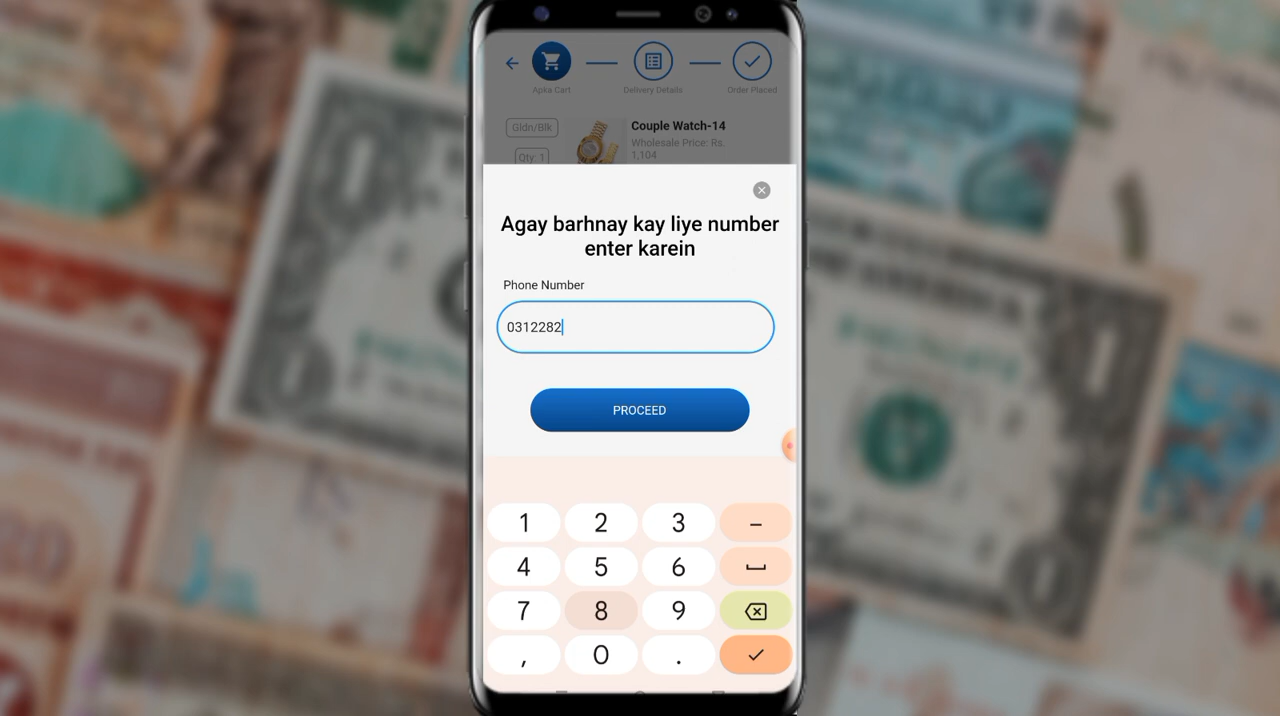 Apka Cart
Delivery Details
Order Placed
Gldn/Blk
Couple Watch-14
Wholesale Price: Rs.
1,104
Qty: 1
Agay barhnay kay liye number
enter karein
Phone Number
0312282
PROCEED
1 2 3 –
4 5 6
7 8 9
, 0 .